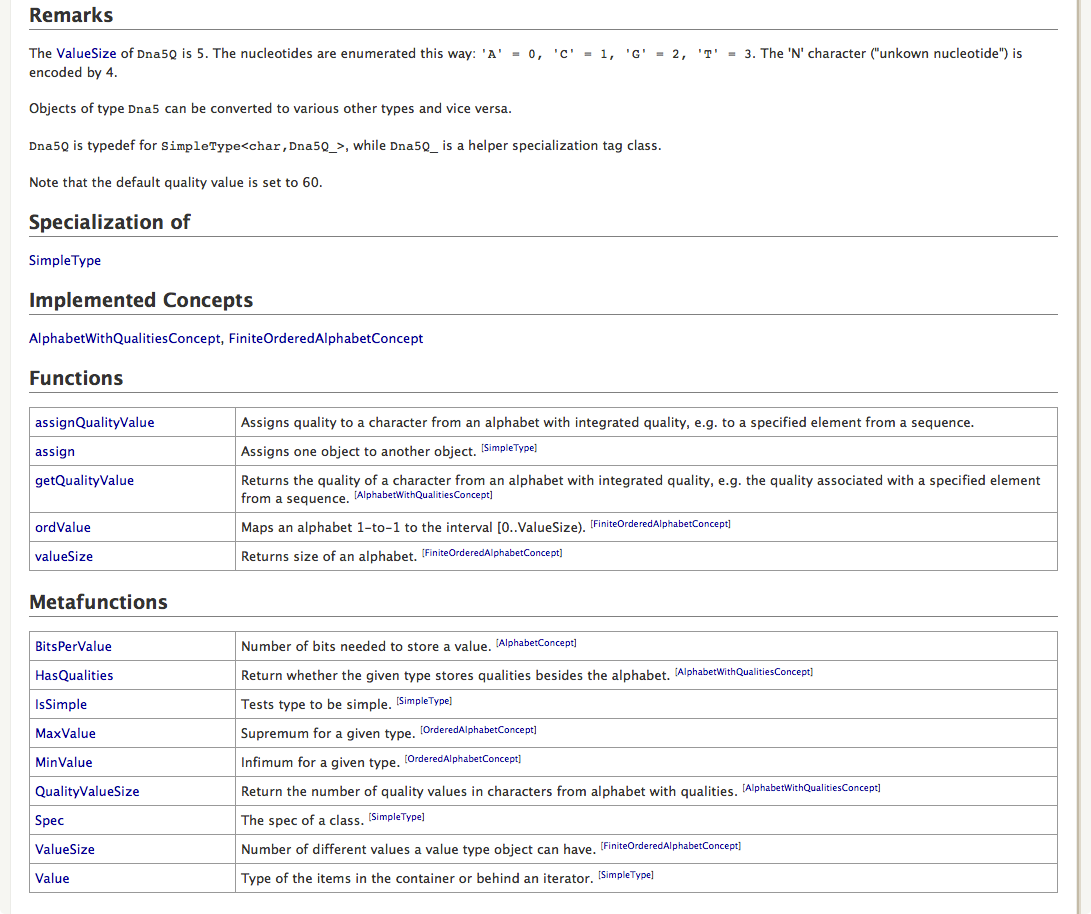 Remarks
The ValueSize of Dna5Q is 5. The nucleotides are enumerated this way: 'A' = 0, 'C' = 1, 'G' = 2, 'T' = 3. The 'N' character ("unkown nucleotide") is
encoded by 4.
Objects of type Dna5 can be converted to various other types and vice versa.
Dna5Q is typedef for SimpleType<char,Dna5Q_>, while Dna5Q_ is a helper specialization tag class.
Note that the default quality value is set to 60.
Specialization of
SimpleType
Implemented Concepts
AlphabetWithQualitiesConcept, FiniteOrderedAlphabetConcept
Functions
assignQualityValue Assigns quality to a character from an alphabet with integrated quality, e.g. to a specified element from a sequence.
assign Assigns one object to another object. [SimpleType]
getQualityValue Returns the quality of a character from an alphabet with integrated quality, e.g. the quality associated with a specified element
from a sequence. [AlphabetWithQualitiesConcept]
ordValue Maps an alphabet 1-to-1 to the interval [0..ValueSize). [FiniteOrderedAlphabetConcept]
valueSize Returns size of an alphabet. [FiniteOrderedAlphabetConcept]
Metafunctions
BitsPerValue Number of bits needed to store a value. [AlphabetConcept]
HasQualities Return whether the given type stores qualities besides the alphabet. [AlphabetWithQualitiesConcept]
IsSimple Tests type to be simple. [SimpleType]
MaxValue Supremum for a given type. [OrderedAlphabetConcept]
MinValue Infimum for a given type. [OrderedAlphabetConcept]
QualityValueSize Return the number of quality values in characters from alphabet with qualities. [AlphabetWithQualitiesConcept]
Spec The spec of a class. [SimpleType]
ValueSize Number of different values a value type object can have. [FiniteOrderedAlphabetConcept]
Value Type of the items in the container or behind an iterator. [SimpleType]